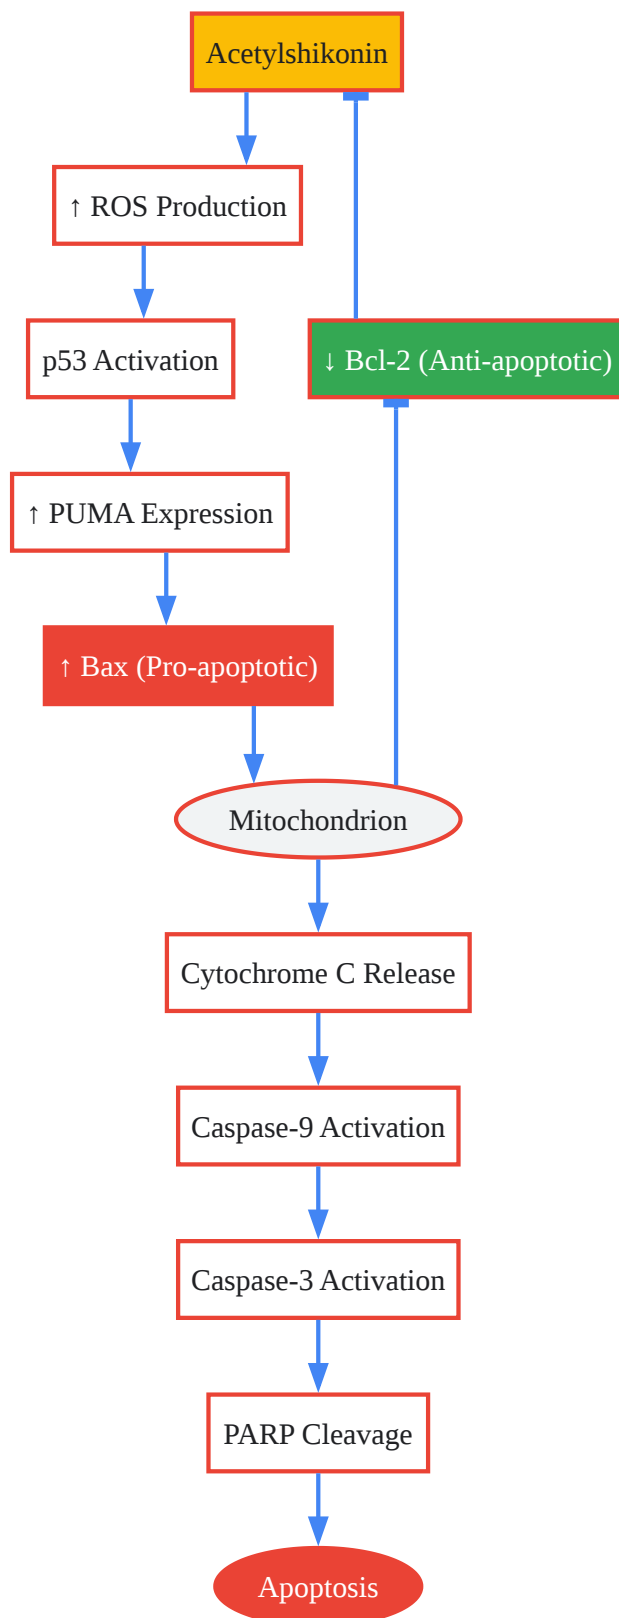 Acetylshikonin
↑ ROS Production
p53 Activation
↓ Bcl-2 (Anti-apoptotic)
↑ PUMA Expression
↑ Bax (Pro-apoptotic)
Mitochondrion
Cytochrome C Release
Caspase-9 Activation
Caspase-3 Activation
PARP Cleavage
Apoptosis